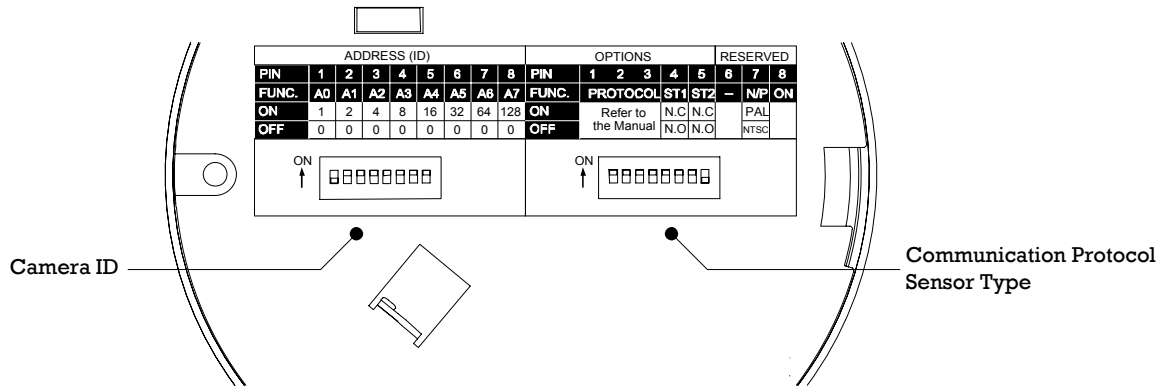 ADDRESS (ID) OPTIONS RESERVED
PIN 1 2 3 4 5 6 7 8 PIN 1 2 3 4 5 6 7 8
FUNC. A0 A1 A2 A3 A4 A5 A6 A7 FUNC. PROTOCOL ST1 ST2 – N/P ON
ON 1 2 4 8 16 32 64 128 ON Refer to N.C N.C PAL
OFF 0 0 0 0 0 0 0 0 OFF the Manual N.O N.O NTSC
ON ON
Camera ID
Communication Protocol
Sensor Type